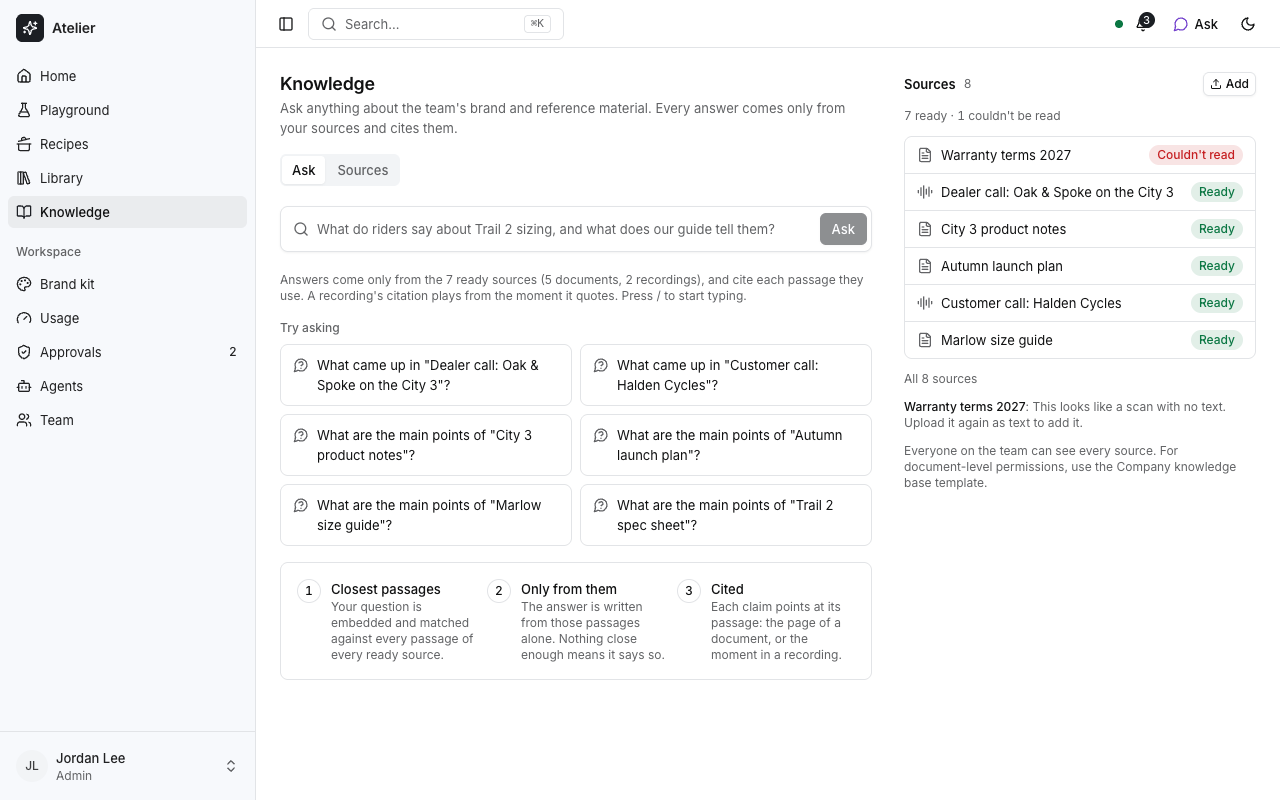 Atelier
Home
Playground
Recipes
Library
Knowledge
Workspace
Brand kit
Usage
Approvals 2
Agents
Team
JL
Jordan Lee
Admin
Search... ⌘K
3
Ask
Knowledge
Ask anything about the team's brand and reference material. Every answer comes only from
your sources and cites them.
Ask Sources
What do riders say about Trail 2 sizing, and what does our guide tell them? Ask
Answers come only from the 7 ready sources (5 documents, 2 recordings), and cite each passage they
use. A recording's citation plays from the moment it quotes. Press / to start typing.
Try asking
What came up in "Dealer call: Oak &
Spoke on the City 3"?
What came up in "Customer call:
Halden Cycles"?
What are the main points of "City 3
product notes"?
What are the main points of "Autumn
launch plan"?
What are the main points of "Marlow
size guide"?
What are the main points of "Trail 2
spec sheet"?
1 Closest passages
Your question is
embedded and matched
against every passage of
every ready source.
2 Only from them
The answer is written
from those passages
alone. Nothing close
enough means it says so.
3 Cited
Each claim points at its
passage: the page of a
document, or the
moment in a recording.
Sources 8
Add
7 ready · 1 couldn't be read
Warranty terms 2027 Couldn't read
Dealer call: Oak & Spoke on the City 3 Ready
City 3 product notes Ready
Autumn launch plan Ready
Customer call: Halden Cycles Ready
Marlow size guide Ready
All 8 sources
Warranty terms 2027: This looks like a scan with no text.
Upload it again as text to add it.
Everyone on the team can see every source. For
document-level permissions, use the Company knowledge
base template.